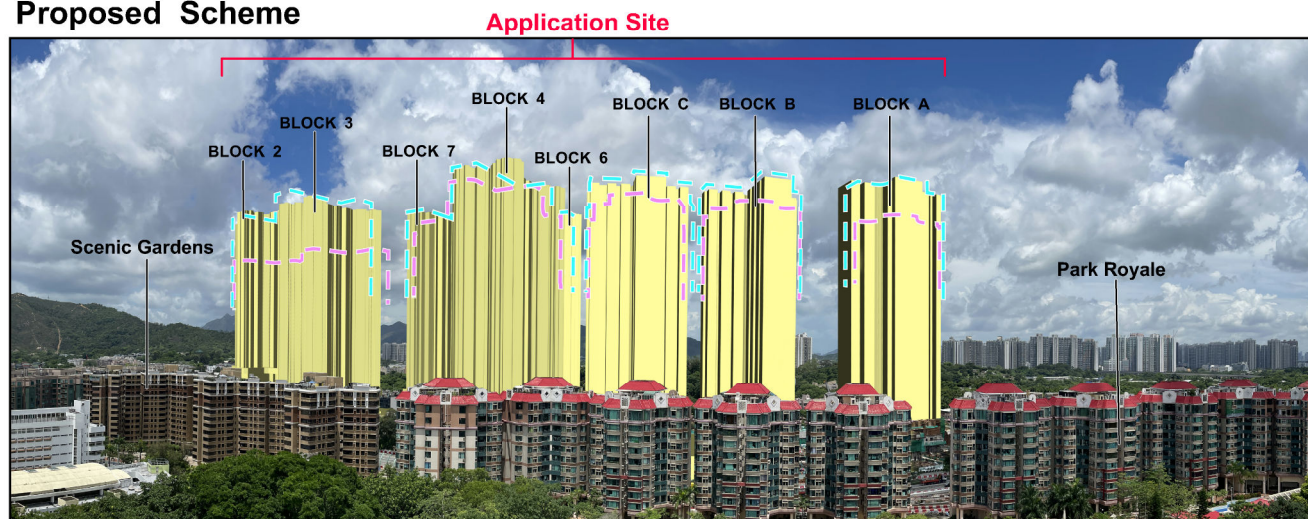 Proposed Scheme
Application Site
BLOCK 4
BLOCK C
BLOCK B
BLOCK A
BLOCK 3
BLOCK 2
BLOCK 7
BLOCK 6
Scenic Gardens
Park Royale